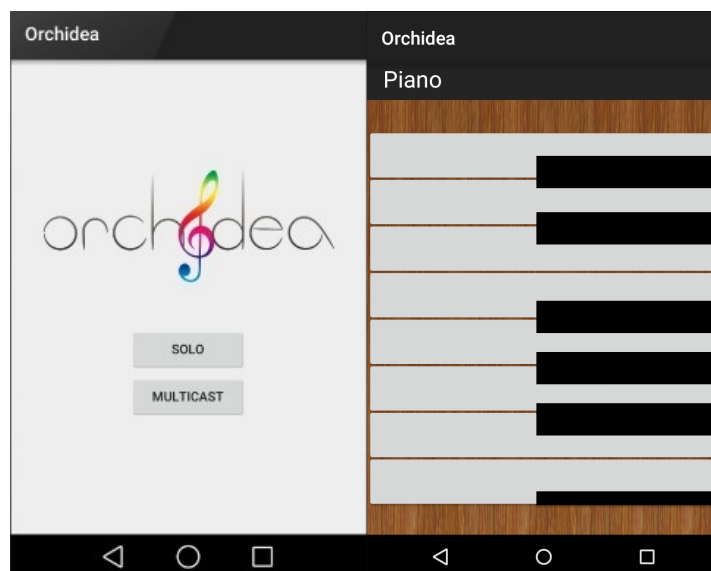 Orchidea
orchidea
SOLO
MULTICAST
Orchidea
Piano